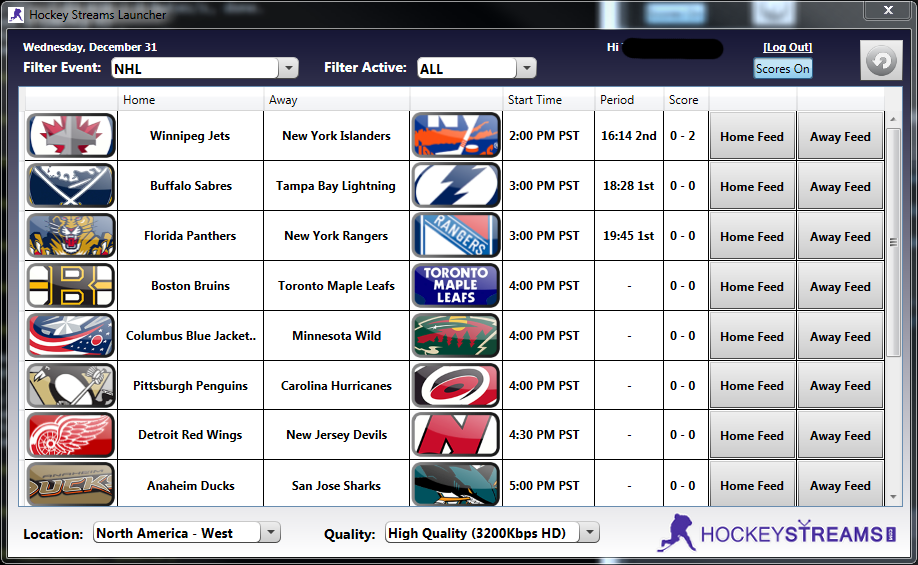 Hockey Streams Launcher
Wednesday, December 31
Hi
[Log Out]
Filter Event: NHL Filter Active: ALL Scores On
Home Away Start Time Period Score
Winnipeg Jets New York Islanders NY 2:00 PM PST 16:14 2nd 0 - 2 Home Feed Away Feed
Buffalo Sabres Tampa Bay Lightning 3:00 PM PST 18:28 1st 0 - 0 Home Feed Away Feed
Florida Panthers New York Rangers RANGERS 3:00 PM PST 19:45 1st 0 - 0 Home Feed Away Feed
B Boston Bruins Toronto Maple Leafs TORONTO MAPLE LEAFS 4:00 PM PST - 0 - 0 Home Feed Away Feed
Columbus Blue Jacket.. Minnesota Wild 4:00 PM PST - 0 - 0 Home Feed Away Feed
Pittsburgh Penguins Carolina Hurricanes 4:00 PM PST - 0 - 0 Home Feed Away Feed
Detroit Red Wings New Jersey Devils N 4:30 PM PST - 0 - 0 Home Feed Away Feed
ANAHEIM DUCKS Anaheim Ducks San Jose Sharks 5:00 PM PST - 0 - 0 Home Feed Away Feed
Location: North America - West Quality: High Quality (3200Kbps HD) HOCKEYSTREAMS